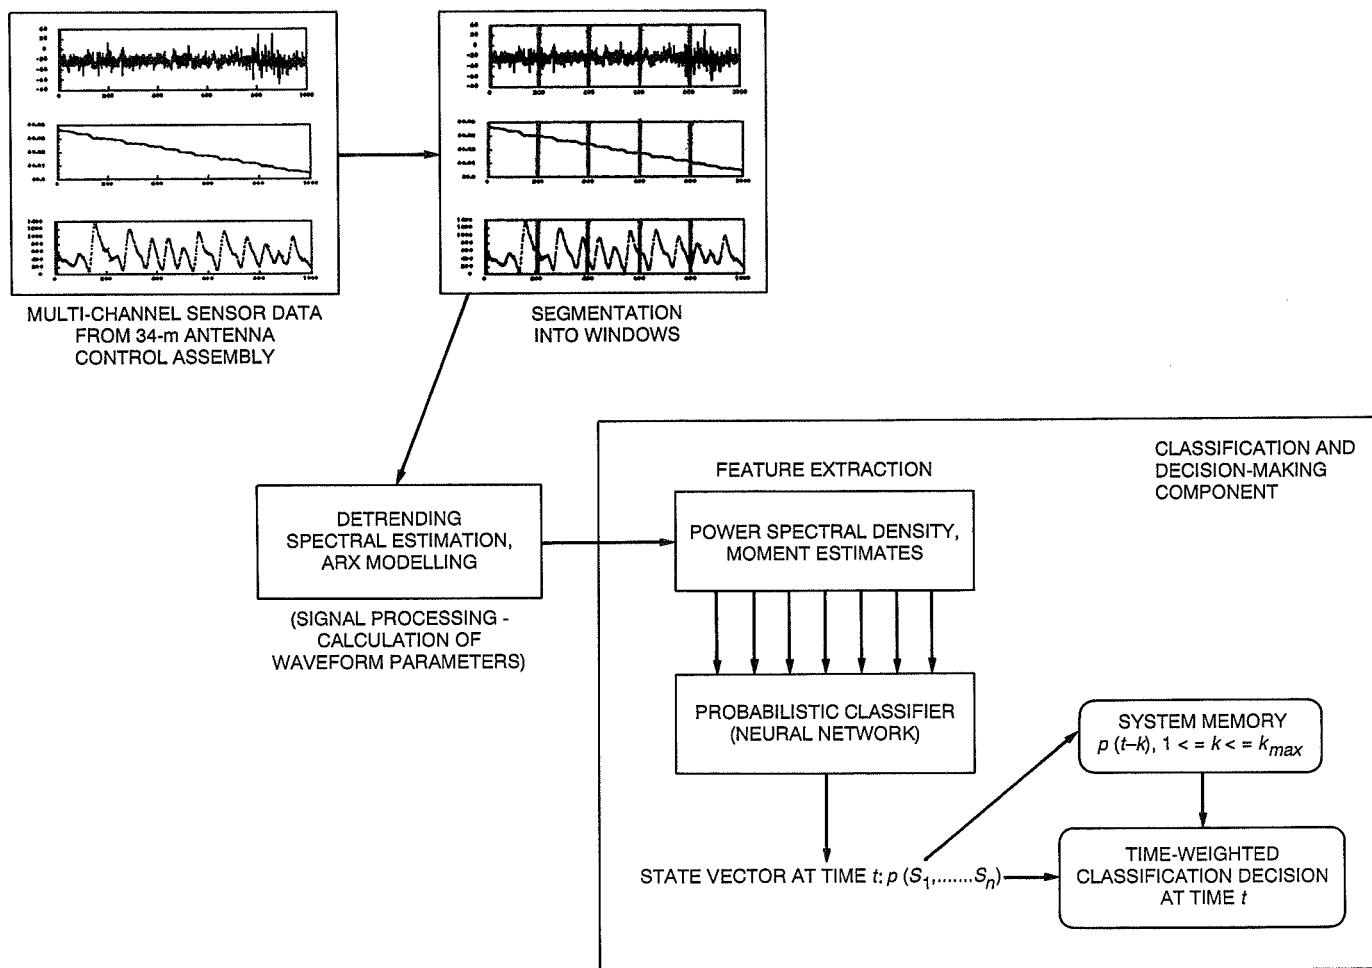 MULTI-CHANNEL SENSOR DATA
FROM 34-m ANTENNA
CONTROL ASSEMBLY
SEGMENTATION
INTO WINDOWS
DETRENDING
SPECTRAL ESTIMATION,
ARX MODELLING
(SIGNAL PROCESSING -
CALCULATION OF
WAVEFORM PARAMETERS)
CLASSIFICATION AND
DECISION-MAKING
COMPONENT
FEATURE EXTRACTION
POWER SPECTRAL DENSITY,
MOMENT ESTIMATES
PROBABILISTIC CLASSIFIER
(NEURAL NETWORK)
SYSTEM MEMORY
p (t–k), 1 < = k < = kmax
STATE VECTOR AT TIME t: p (S1,.......Sn)
TIME-WEIGHTED
CLASSIFICATION DECISION
AT TIME t